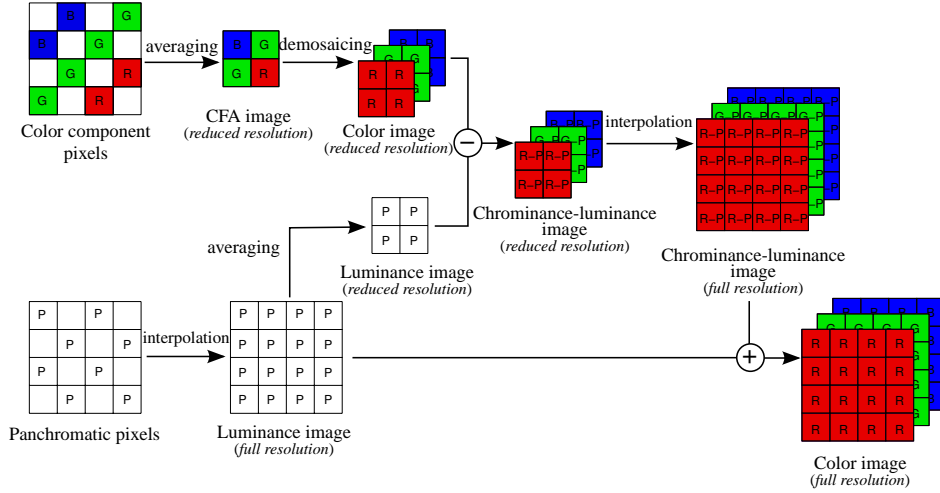 B G
B G
G R
G R
Color component
pixels
averaging
B G
G R
CFA image
(reduced resolution)
demosaicing
B B
G G
G
R R
R R
Color image
(reduced resolution)
−
R−P R−P
G−P G−P
R−P R−P
R−P R−P
Chrominance-luminance
image
(reduced resolution)
interpolation
R−P R−P R−P R−P
G−P G−P G−P G−P
R−P R−P R−P R−P
R−P R−P R−P R−P
R−P R−P R−P R−P
R−P R−P R−P R−P
Chrominance-luminance
image
(full resolution)
averaging
P P
P P
Luminance image
(reduced resolution)
P P
P P
P P
P P
Panchromatic pixels
interpolation
P P P P
P P P P
P P P P
P P P P
Luminance image
(full resolution)
+
B B B B
G G G G
R R R R
R R R R
R R R R
R R R R
Color image
(full resolution)